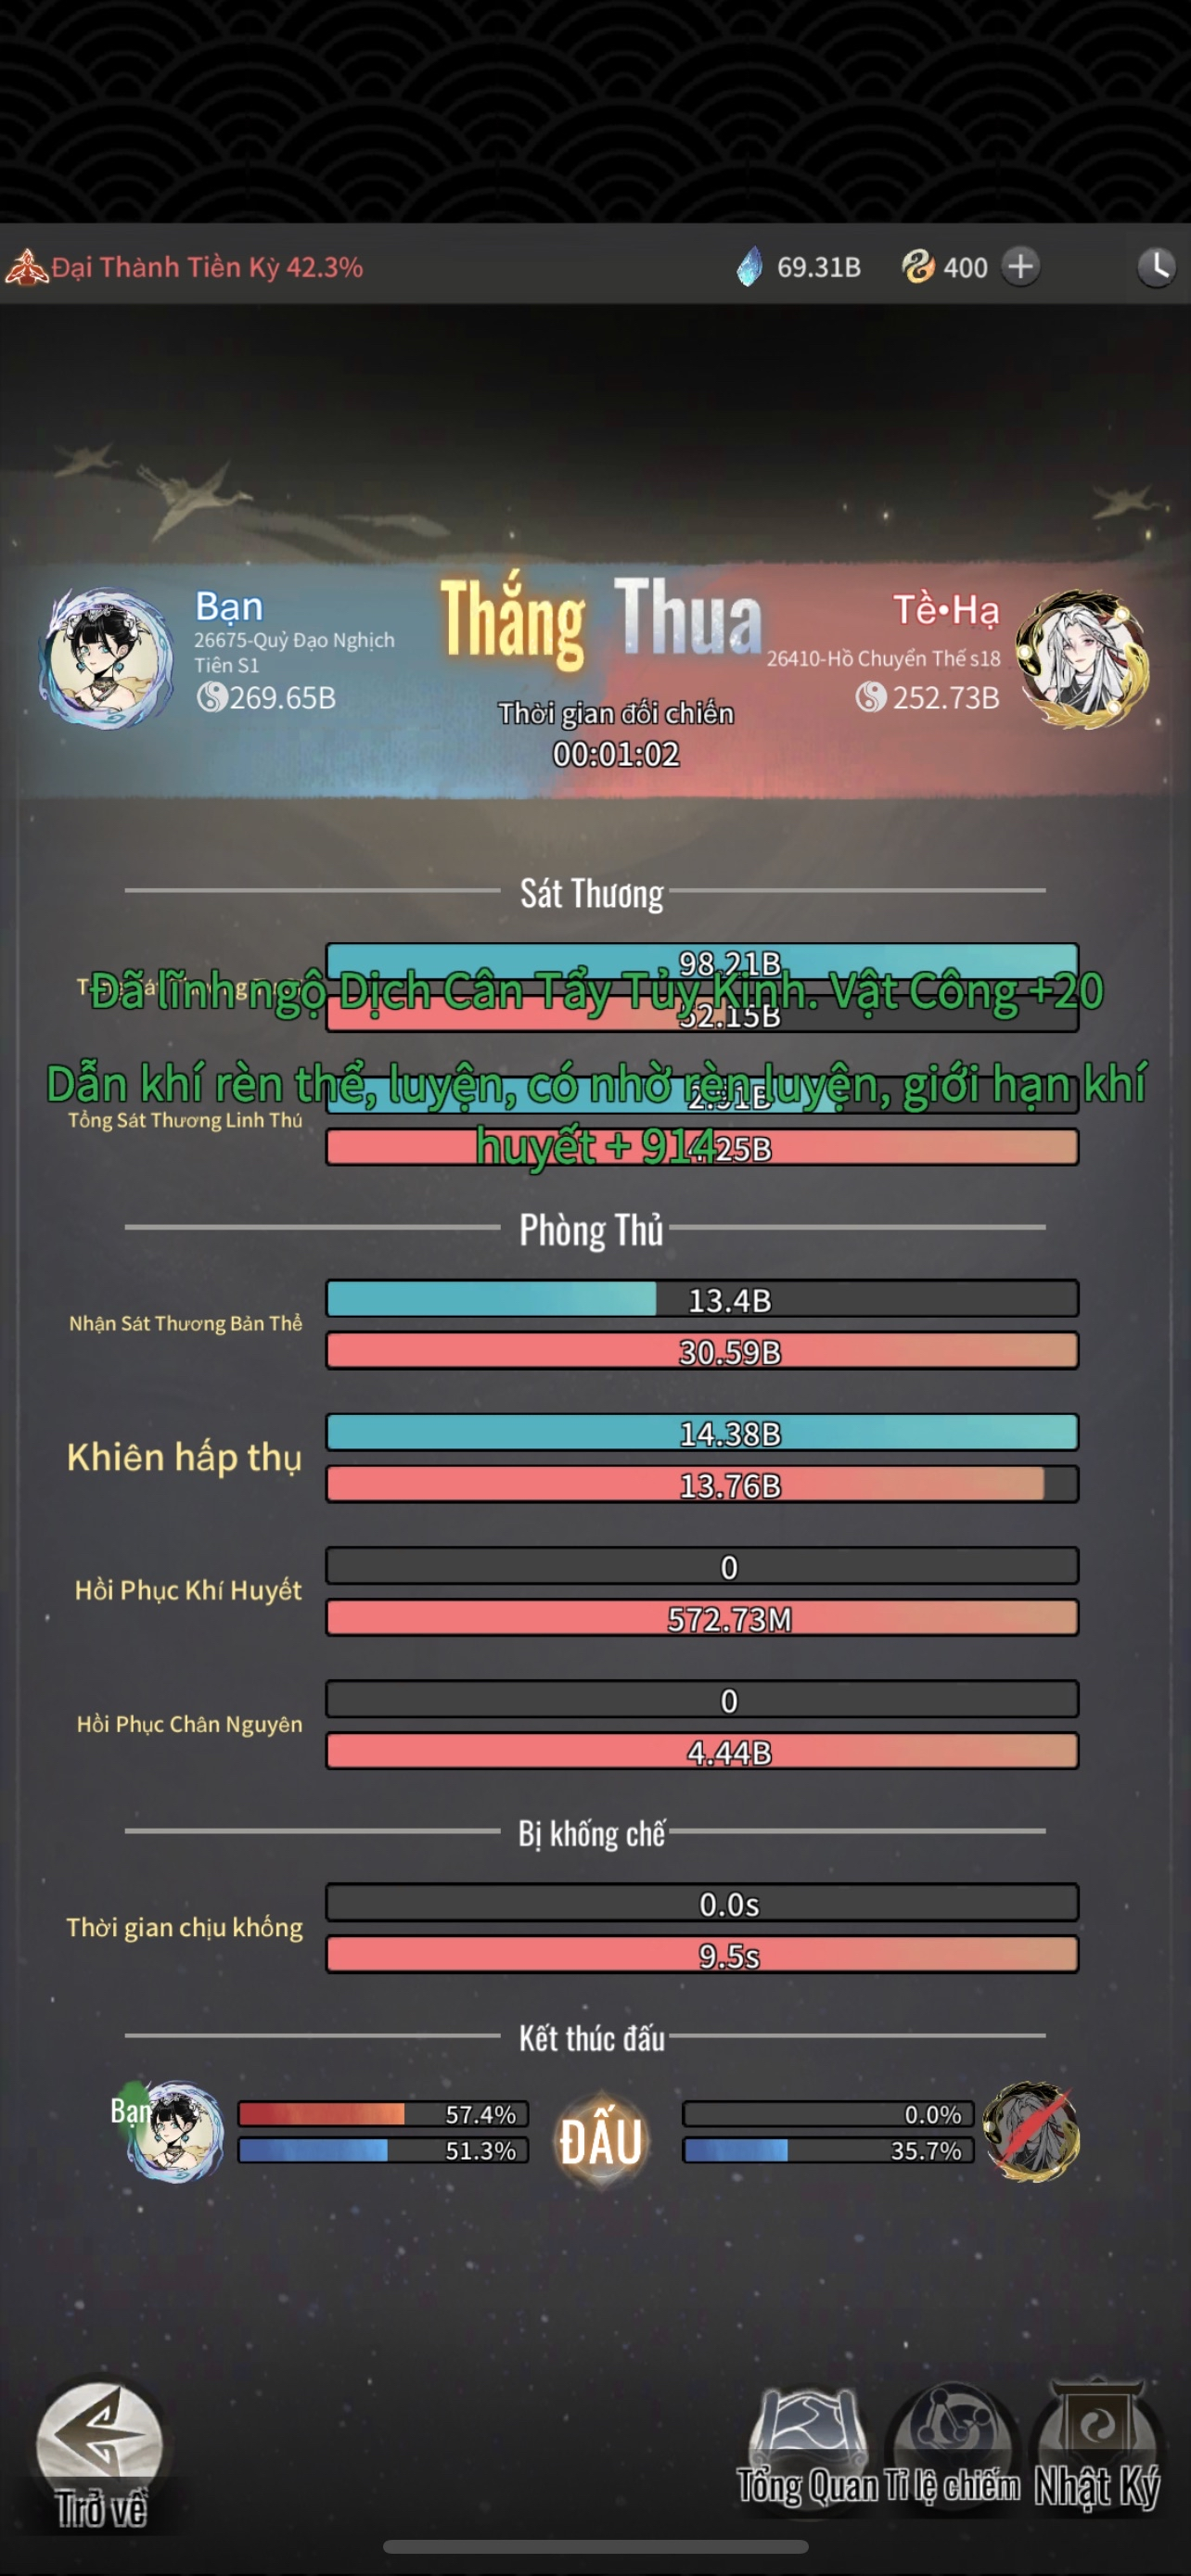 Đại Thành Tiền Kỳ 42.3%
69.31B
400
Bạn
26675-Quỷ Đạo Nghịch
Tiên S1
269.65B
Thắng Thua
Thời gian đối chiến
00:01:02
Tề•Hạ
26410-Hồ Chuyển Thế s18
252.73B
Sát Thương
98.21B
Đã lĩnh ngộ Dịch Cân Tẩy Tủy Kinh. Vật Công +20
52.15B
Dẫn khí rèn thể, luyện, có nhờ rèn luyện, giới hạn khí
huyết + 914
Tổng Sát Thương Linh Thú
Phòng Thủ
Nhận Sát Thương Bản Thể
13.4B
30.59B
Khiên hấp thụ
14.38B
13.76B
Hồi Phục Khí Huyết
0
572.73M
Hồi Phục Chân Nguyên
0
4.44B
Bị khống chế
Thời gian chịu khống
0.0s
9.5s
Kết thúc đấu
Bạn
57.4%
51.3%
ĐẤU
0.0%
35.7%
Trở về
Tổng Quan
Tỉ lệ chiếm
Nhật Ký